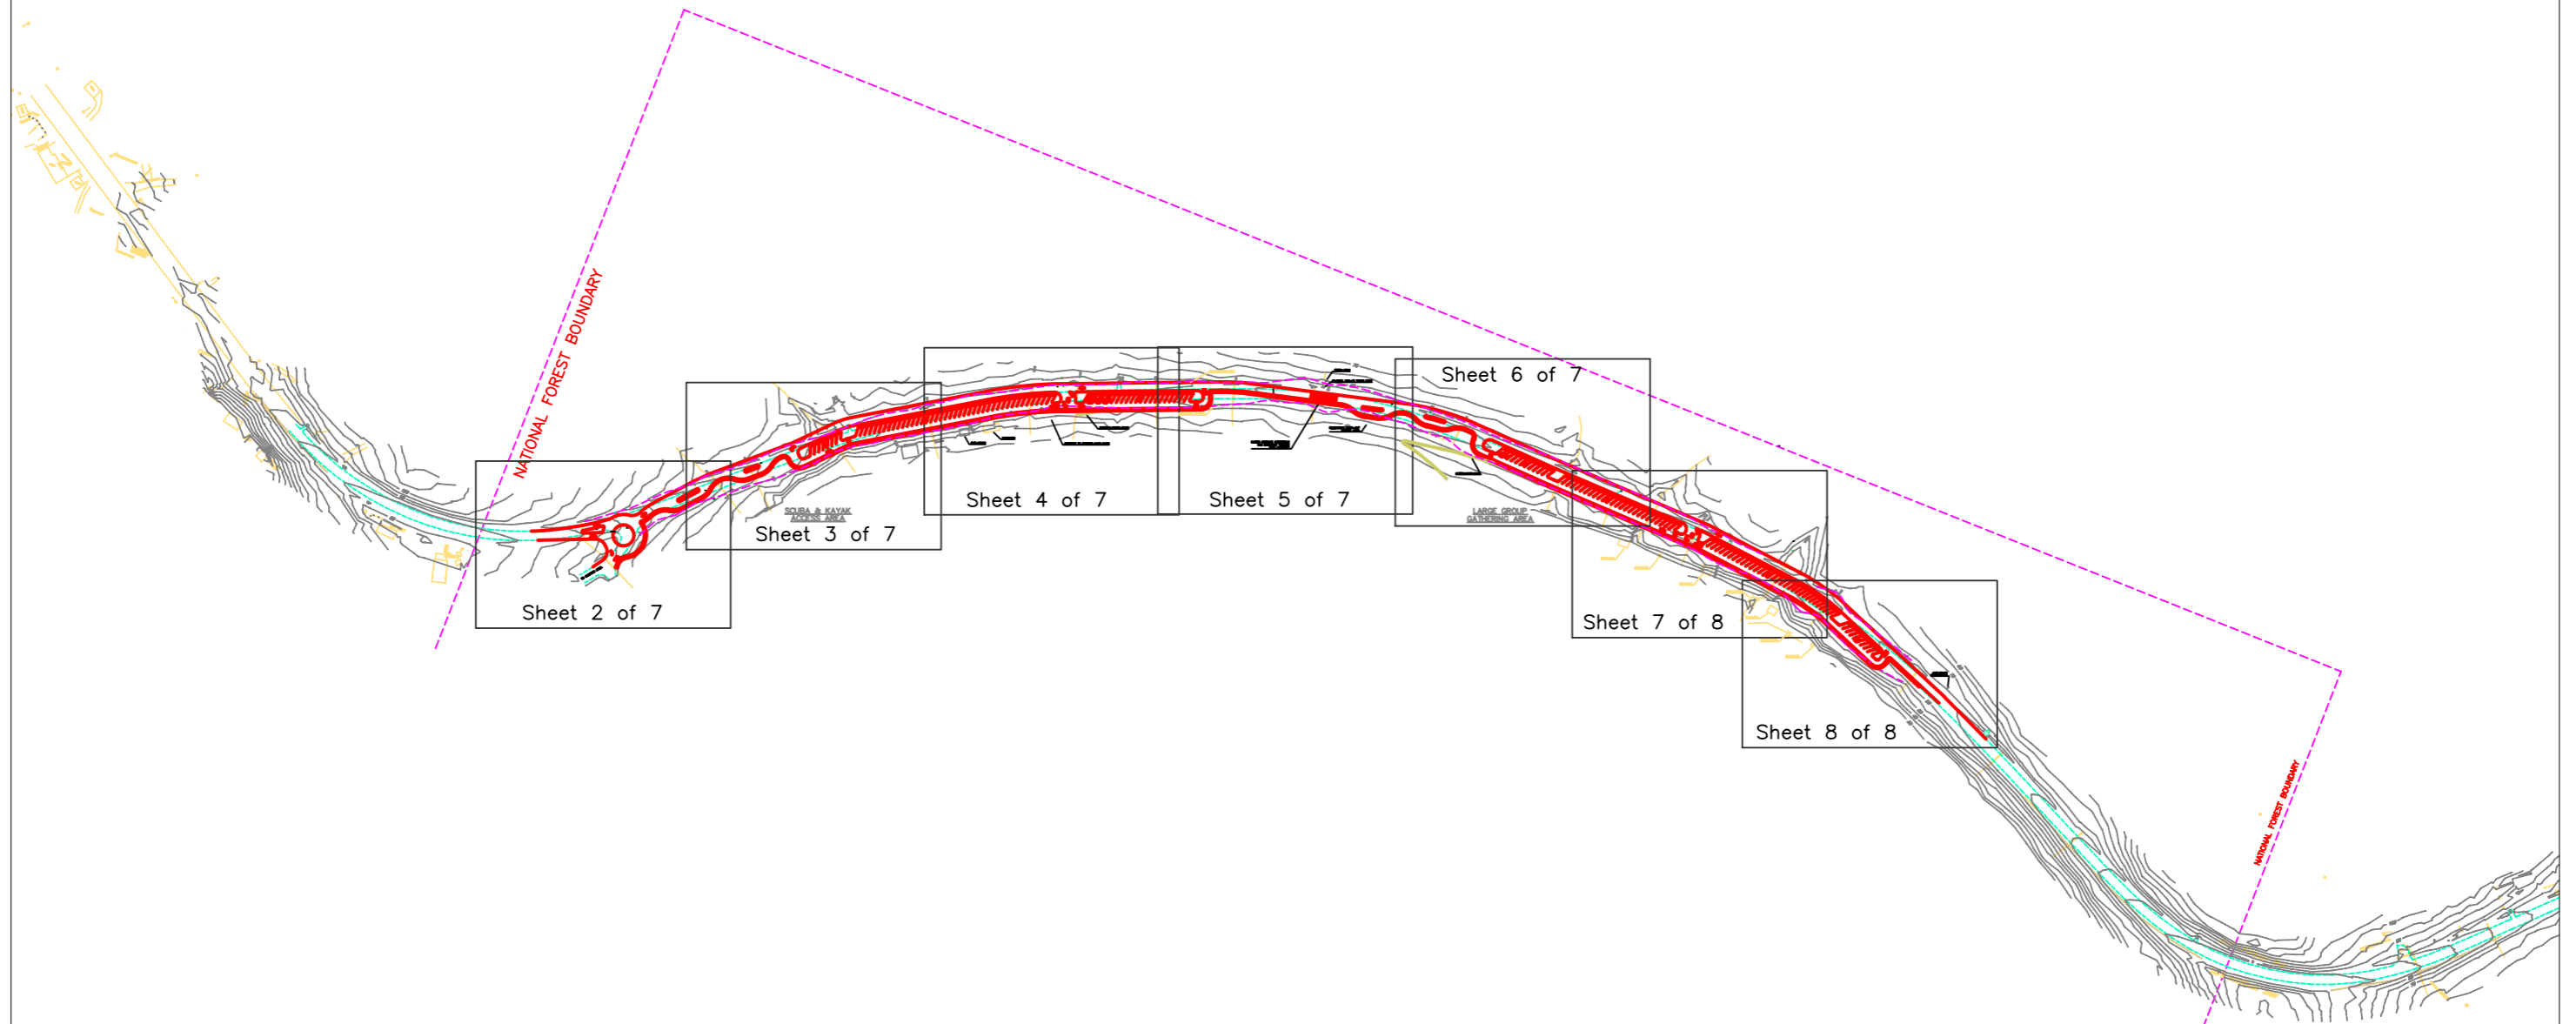 NATIONAL FOREST BOUNDARY
Sheet 2 of 7
SCUBA & KAYAK
ACCESS AREA
Sheet 3 of 7
Sheet 4 of 7
Sheet 5 of 7
Sheet 6 of 7
LARGE GROUP
GATHERING AREA
Sheet 7 of 8
Sheet 8 of 8
NATIONAL FOREST BOUNDARY